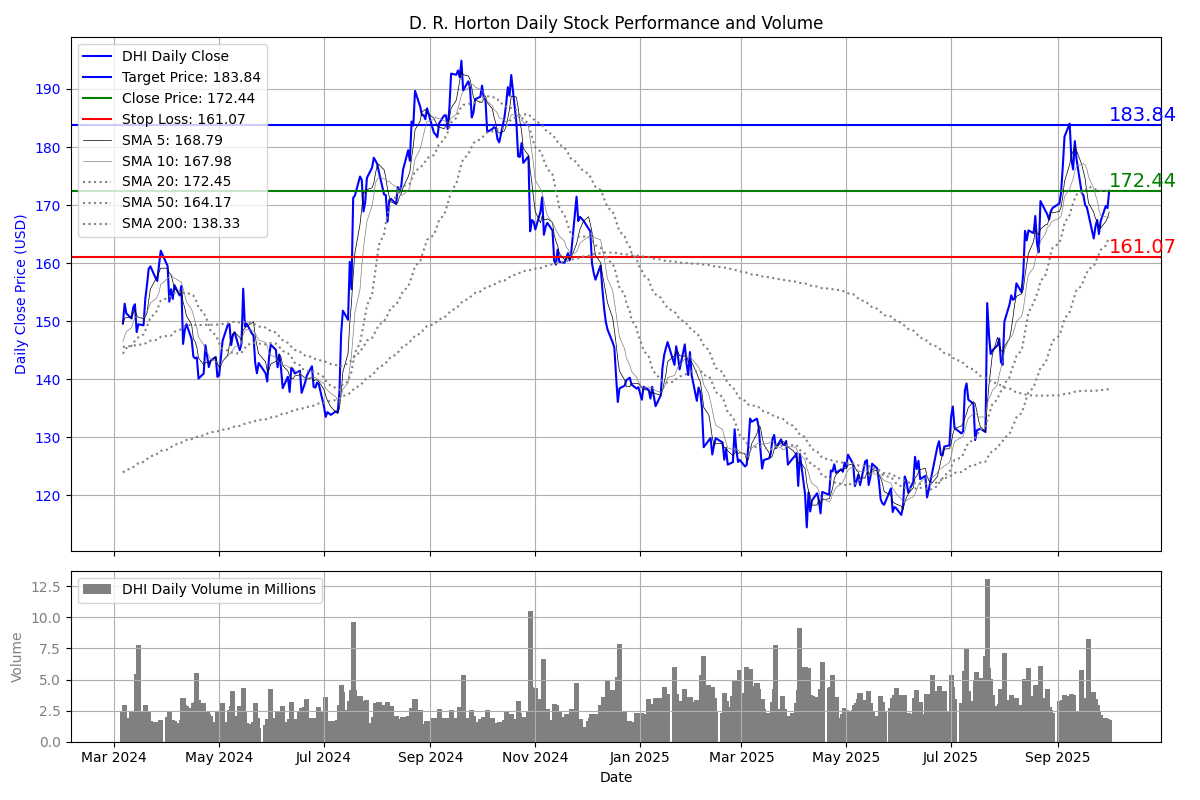 D. R. Horton Daily Stock Performance and Volume
DHI Daily Close
Target Price: 183.84
Close Price: 172.44
Stop Loss: 161.07
SMA 5: 168.79
SMA 10: 167.98
SMA 20: 172.45
SMA 50: 164.17
SMA 200: 138.33
183.84
172.44
161.07
Daily Close Price (USD)
190
180
170
160
150
140
130
120
DHI Daily Volume in Millions
Volume
12.5
10.0
7.5
5.0
2.5
0.0
Mar 2024 May 2024 Jul 2024 Sep 2024 Nov 2024 Jan 2025 Mar 2025 May 2025 Jul 2025 Sep 2025
Date